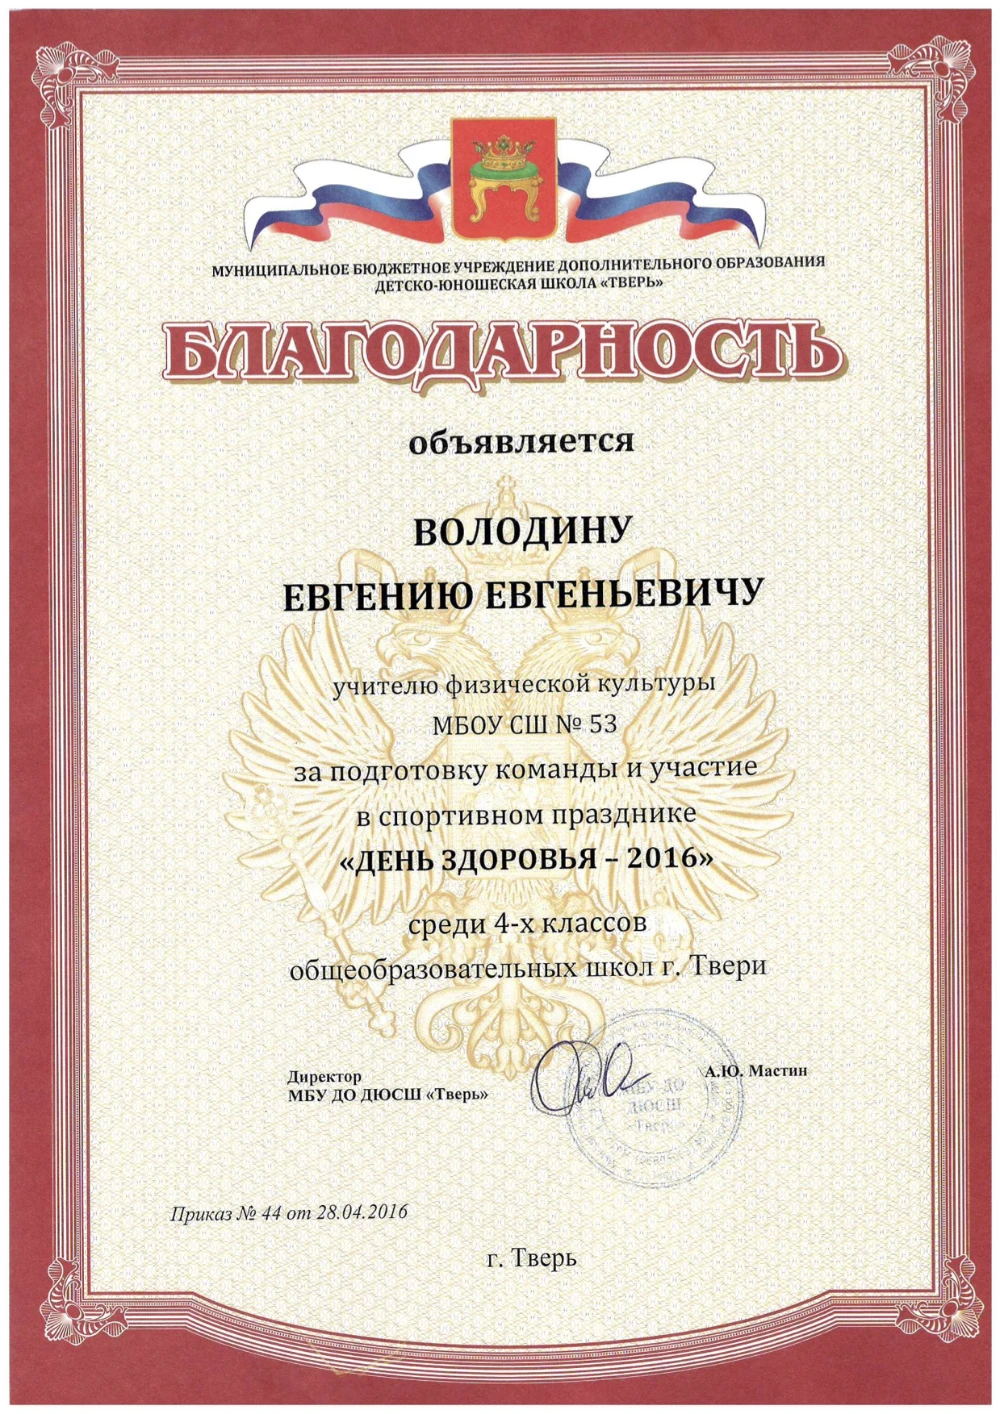 МУНИЦИПАЛЬНОЕ БЮДЖЕТНОЕ УЧРЕЖДЕНИЕ ДОПОЛНИТЕЛЬНОГО ОБРАЗОВАНИЯ
ДЕТСКО-ЮНОШЕСКАЯ ШКОЛА «ТВЕРЬ»
БЛАГОДАРНОСТЬ
объявляется
ВОЛОДИНУ
ЕВГЕНИЮ ЕВГЕНЬЕВИЧУ
учителю физической культуры
МБОУ СШ № 53
за подготовку команды и участие
в спортивном празднике
«ДЕНЬ ЗДОРОВЬЯ – 2016»
среди 4-х классов
общеобразовательных школ г. Твери
Директор
МБУ ДО ДЮСШ «Тверь»
А.Ю. Мастин
МБУ ДО
ДЮСШ
Тверь
Приказ № 44 от 28.04.2016
г. Тверь